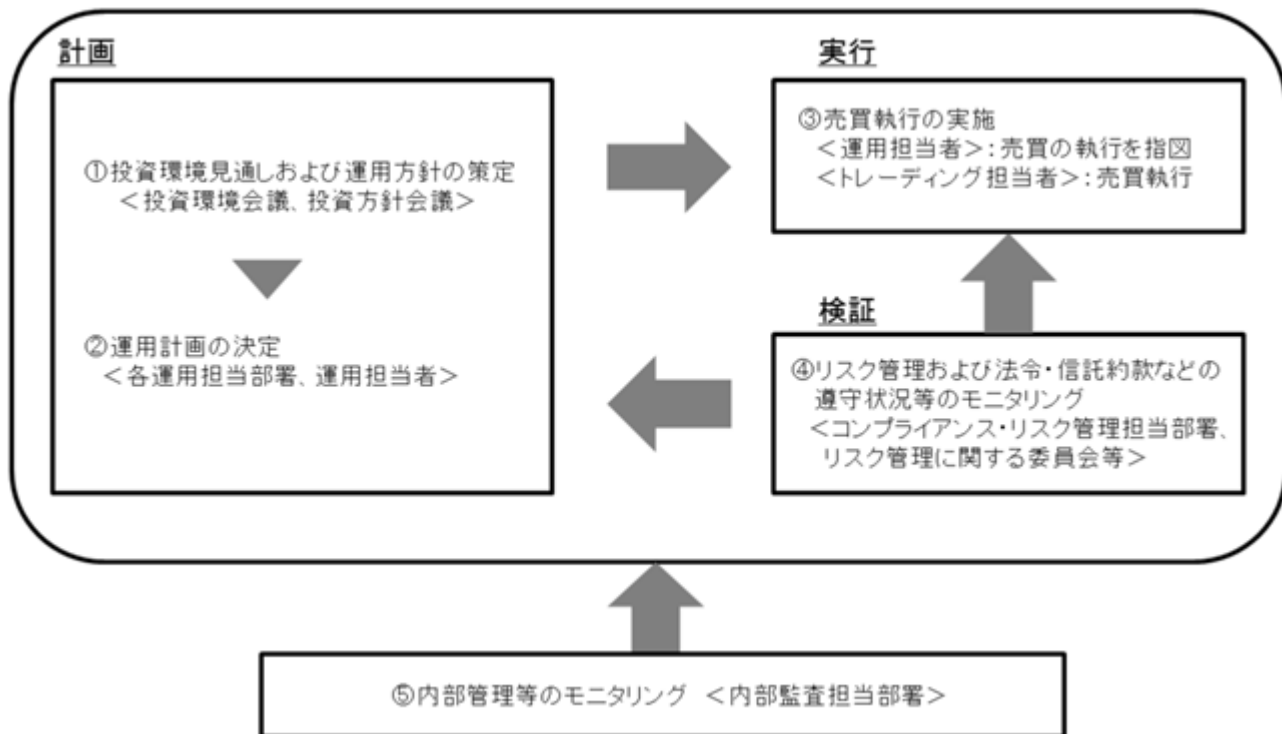 計画
①投資環境見通しおよび運用方針の策定
＜投資環境会議、投資方針会議＞
②運用計画の決定
＜各運用担当部署、運用担当者＞
実行
③売買執行の実施
＜運用担当者＞：売買の執行を指図
＜トレーディング担当者＞：売買執行
検証
④リスク管理および法令・信託約款などの
遵守状況等のモニタリング
＜コンプライアンス・リスク管理担当部署、
リスク管理に関する委員会等＞
⑤内部管理等のモニタリング ＜内部監査担当部署＞